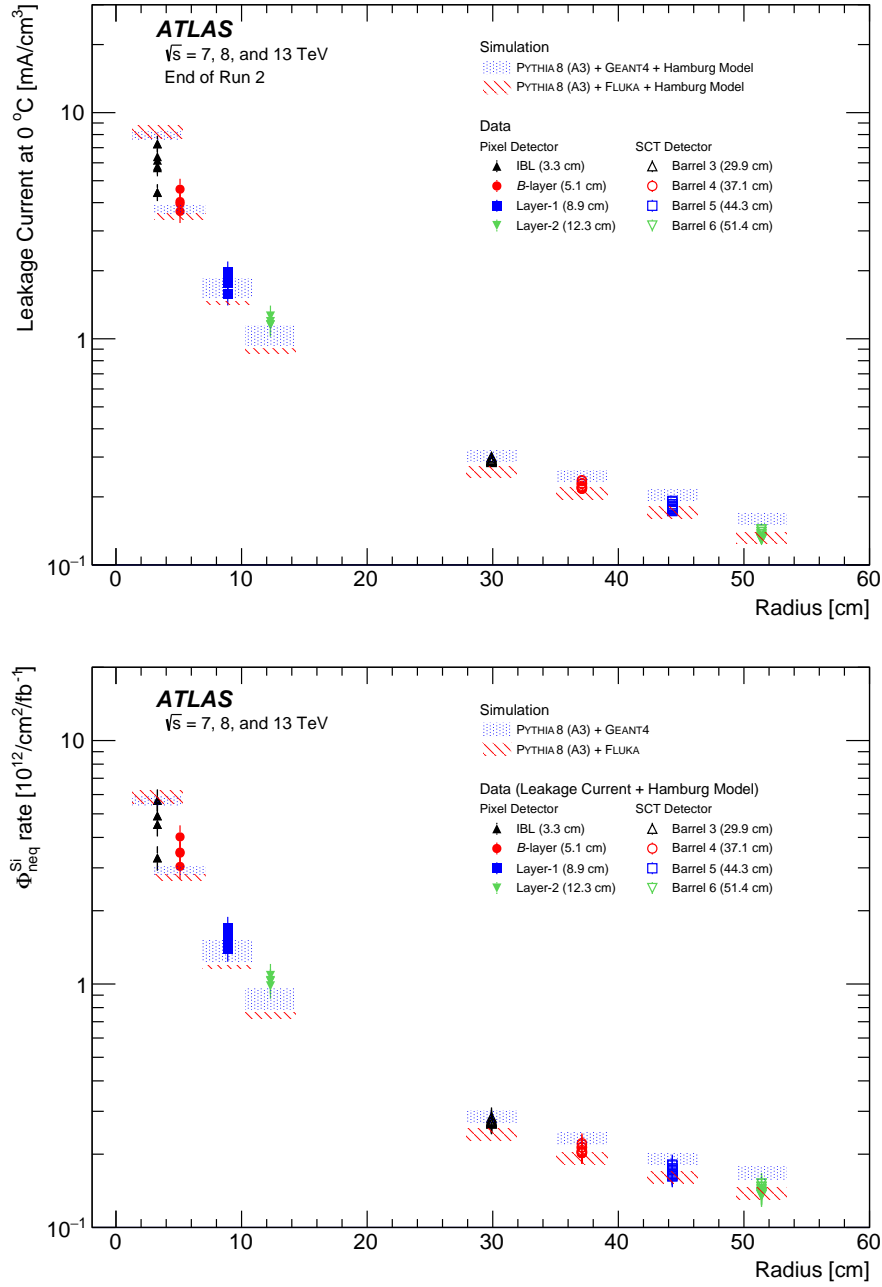 ATLAS
√s = 7, 8, and 13 TeV
End of Run 2
Simulation
PYTHIA 8 (A3) + GEANT4 + Hamburg Model
PYTHIA 8 (A3) + FLUKA + Hamburg Model
Data
Pixel Detector SCT Detector
IBL (3.3 cm) Barrel 3 (29.9 cm)
B-layer (5.1 cm) Barrel 4 (37.1 cm)
Layer-1 (8.9 cm) Barrel 5 (44.3 cm)
Layer-2 (12.3 cm) Barrel 6 (51.4 cm)
Leakage Current at 0 °C [mA/cm3]
10
1
10⁻¹
0 10 20 30 40 50 60
Radius [cm]
ATLAS
√s = 7, 8, and 13 TeV
Simulation
PYTHIA 8 (A3) + GEANT4
PYTHIA 8 (A3) + FLUKA
Data (Leakage Current + Hamburg Model)
Pixel Detector SCT Detector
IBL (3.3 cm) Barrel 3 (29.9 cm)
B-layer (5.1 cm) Barrel 4 (37.1 cm)
Layer-1 (8.9 cm) Barrel 5 (44.3 cm)
Layer-2 (12.3 cm) Barrel 6 (51.4 cm)
Φ^Si_neq rate [10¹²/cm²/fb⁻¹]
10
1
10⁻¹
0 10 20 30 40 50 60
Radius [cm]